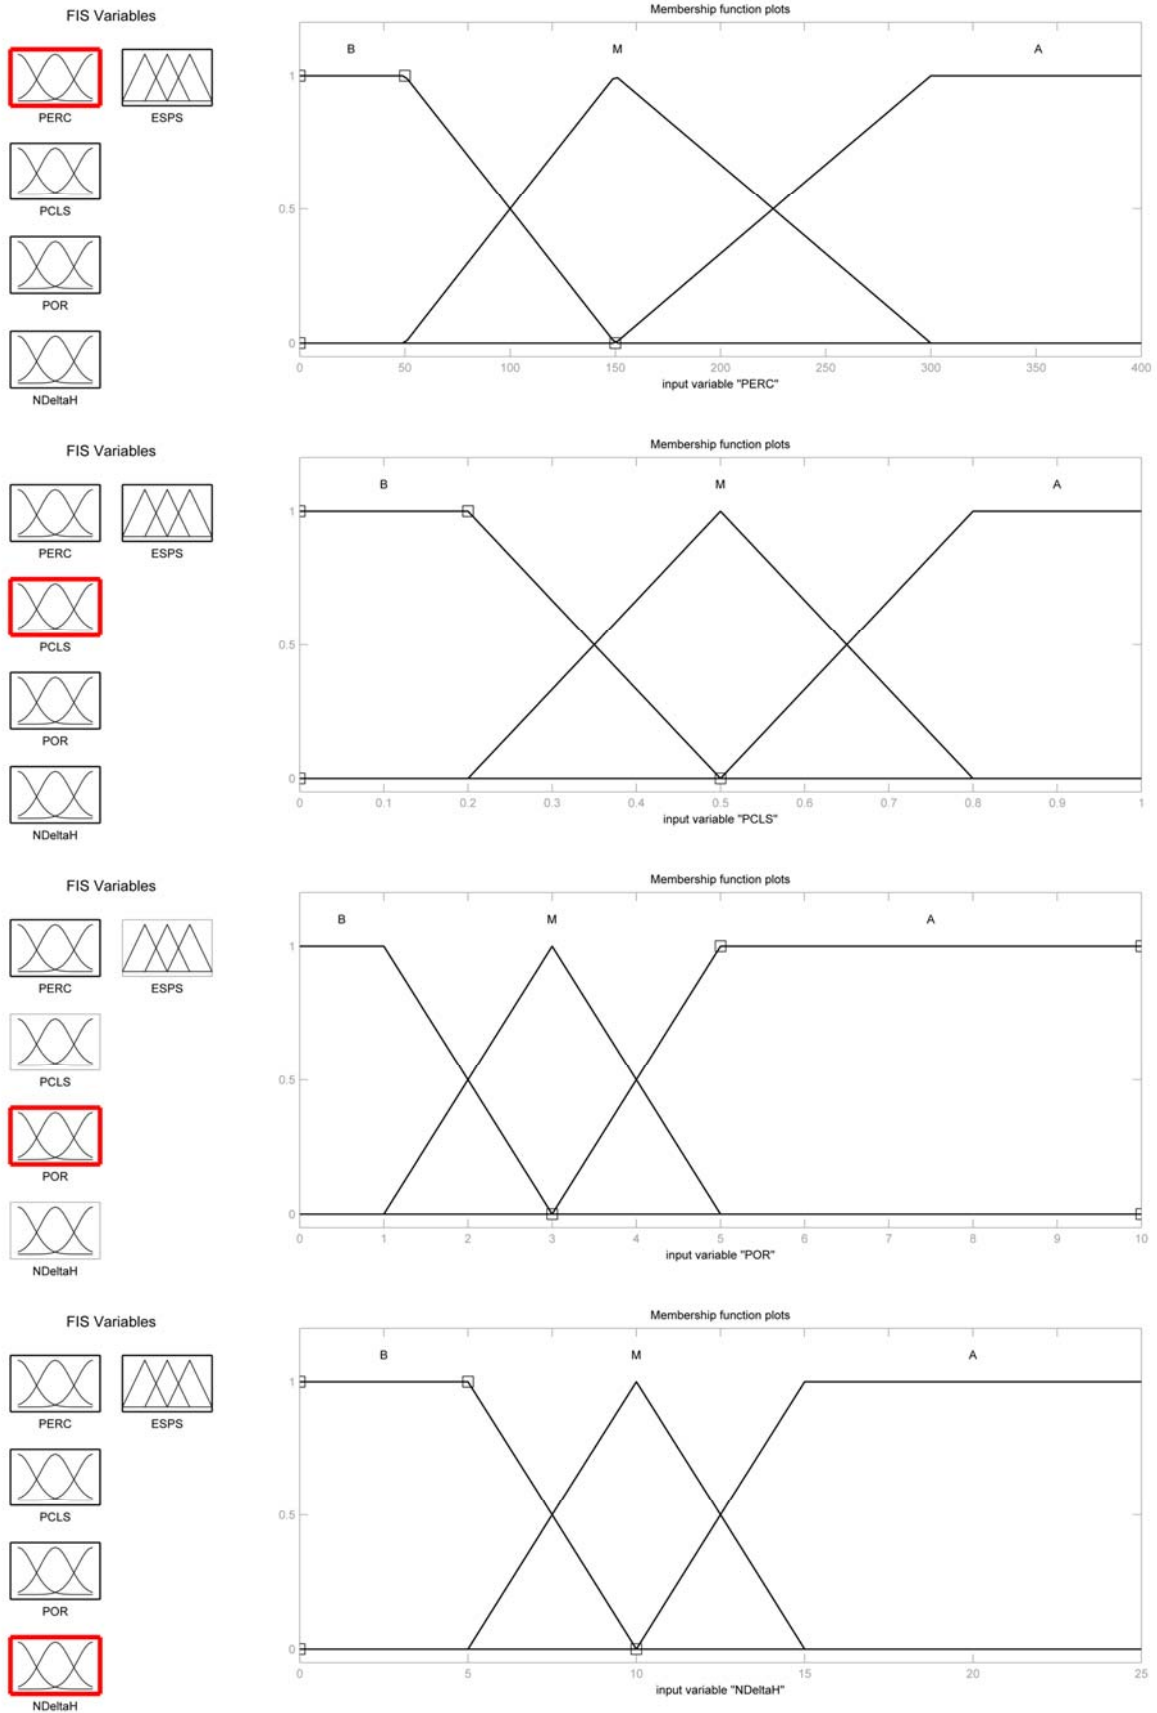 FIS Variables
Membership function plots
B M A
PERC ESPS
PCLS
POR
NDeltaH
1
0.5
0
0 50 100 150 200 250 300 350 400
input variable "PERC"
FIS Variables
Membership function plots
B M A
PERC ESPS
PCLS
POR
NDeltaH
1
0.5
0
0 0.1 0.2 0.3 0.4 0.5 0.6 0.7 0.8 0.9 1
input variable "PCLS"
FIS Variables
Membership function plots
B M A
PERC ESPS
PCLS
POR
NDeltaH
1
0.5
0
0 1 2 3 4 5 6 7 8 9 10
input variable "POR"
FIS Variables
Membership function plots
B M A
PERC ESPS
PCLS
POR
NDeltaH
1
0.5
0
0 5 10 15 20 25
input variable "NDeltaH"